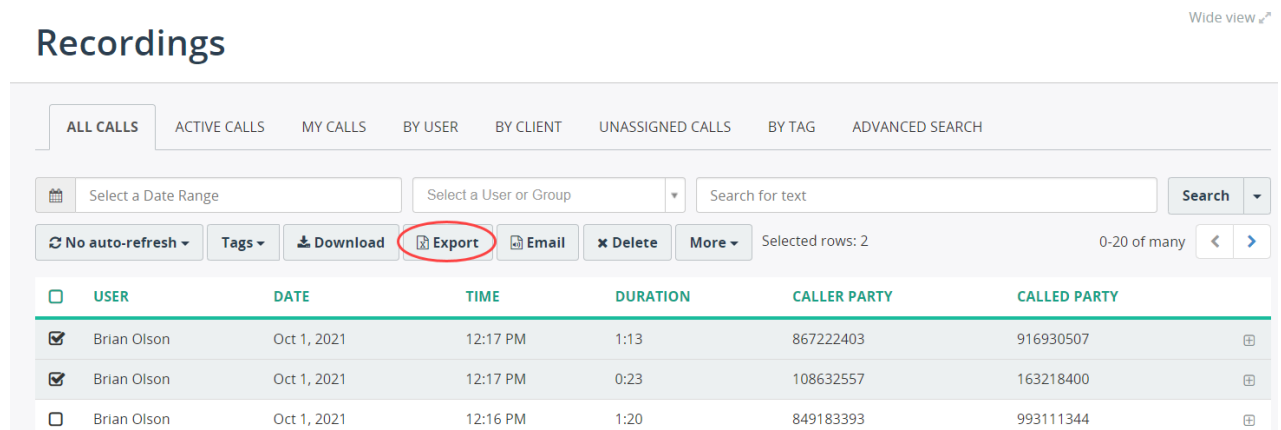 Wide view
Recordings
ALL CALLS ACTIVE CALLS MY CALLS BY USER BY CLIENT UNASSIGNED CALLS BY TAG ADVANCED SEARCH
Select a Date Range Select a User or Group Search for text Search
No auto-refresh Tags Download Export Email Delete More Selected rows: 2 0-20 of many
USER DATE TIME DURATION CALLER PARTY CALLED PARTY
Brian Olson Oct 1, 2021 12:17 PM 1:13 867222403 916930507
Brian Olson Oct 1, 2021 12:17 PM 0:23 108632557 163218400
Brian Olson Oct 1, 2021 12:16 PM 1:20 849183393 993111344